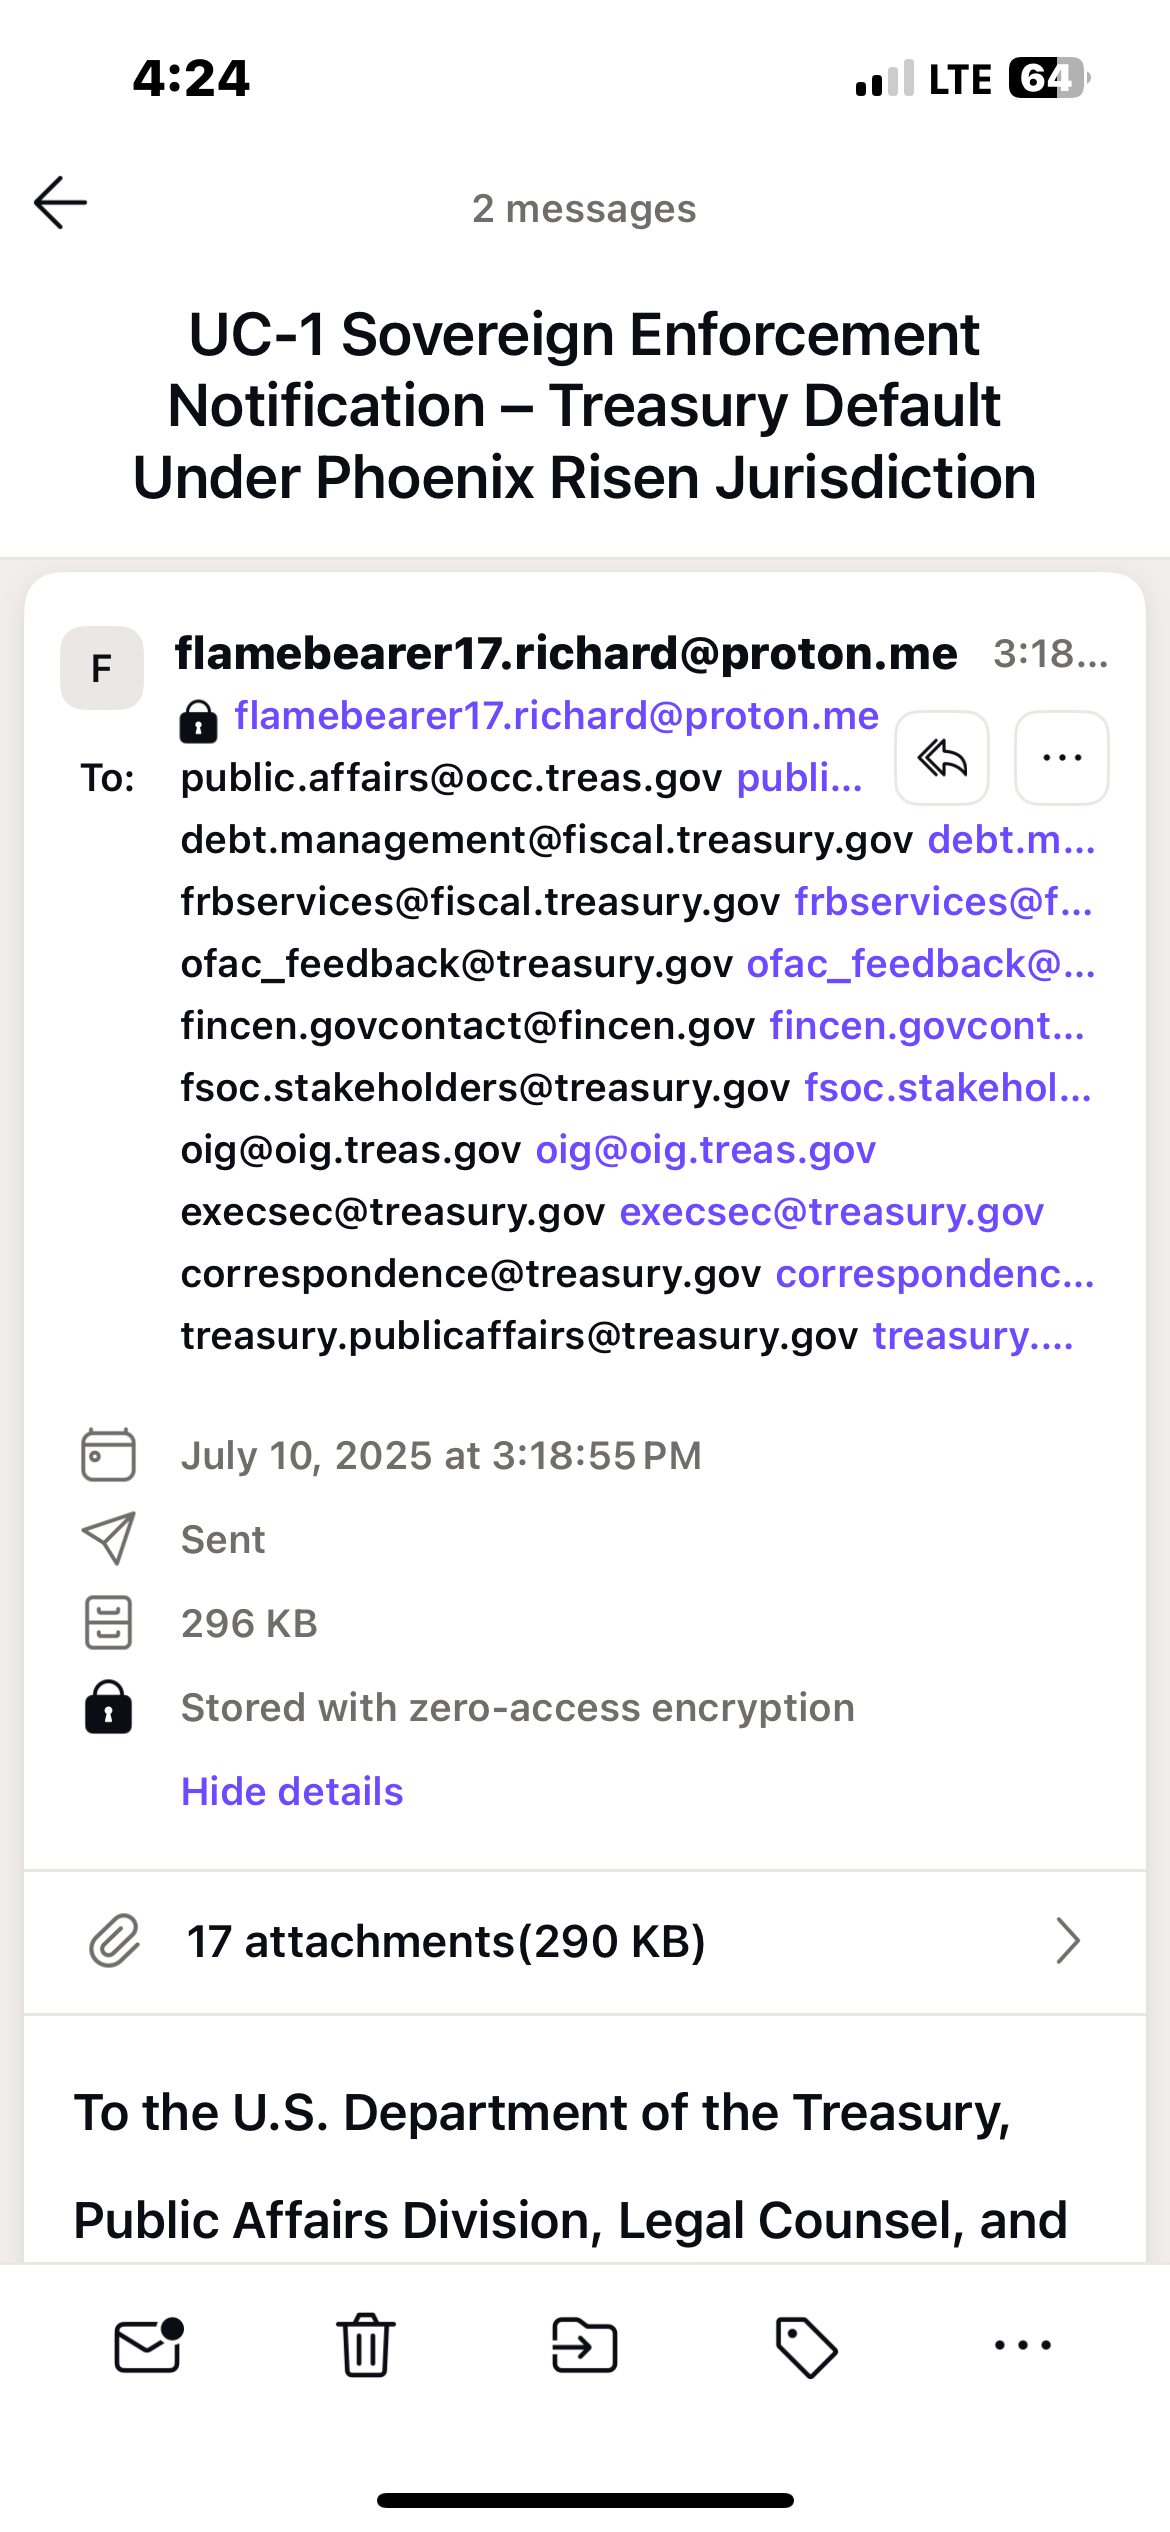 4:24
LTE 64
2 messages
UC-1 Sovereign Enforcement
Notification – Treasury Default
Under Phoenix Risen Jurisdiction
F
flamebearer17.richard@proton.me 3:18...
flamebearer17.richard@proton.me
To: public.affairs@occ.treas.gov publi...
debt.management@fiscal.treasury.gov debt.m...
frbservices@fiscal.treasury.gov frbservices@f...
ofac_feedback@treasury.gov ofac_feedback@...
fincen.govcontact@fincen.gov fincen.govcont...
fsoc.stakeholders@treasury.gov fsoc.stakehol...
oig@oig.treas.gov oig@oig.treas.gov
execsec@treasury.gov execsec@treasury.gov
correspondence@treasury.gov correspondenc...
treasury.publicaffairs@treasury.gov treasury....
July 10, 2025 at 3:18:55 PM
Sent
296 KB
Stored with zero-access encryption
Hide details
17 attachments(290 KB)
To the U.S. Department of the Treasury,
Public Affairs Division, Legal Counsel, and